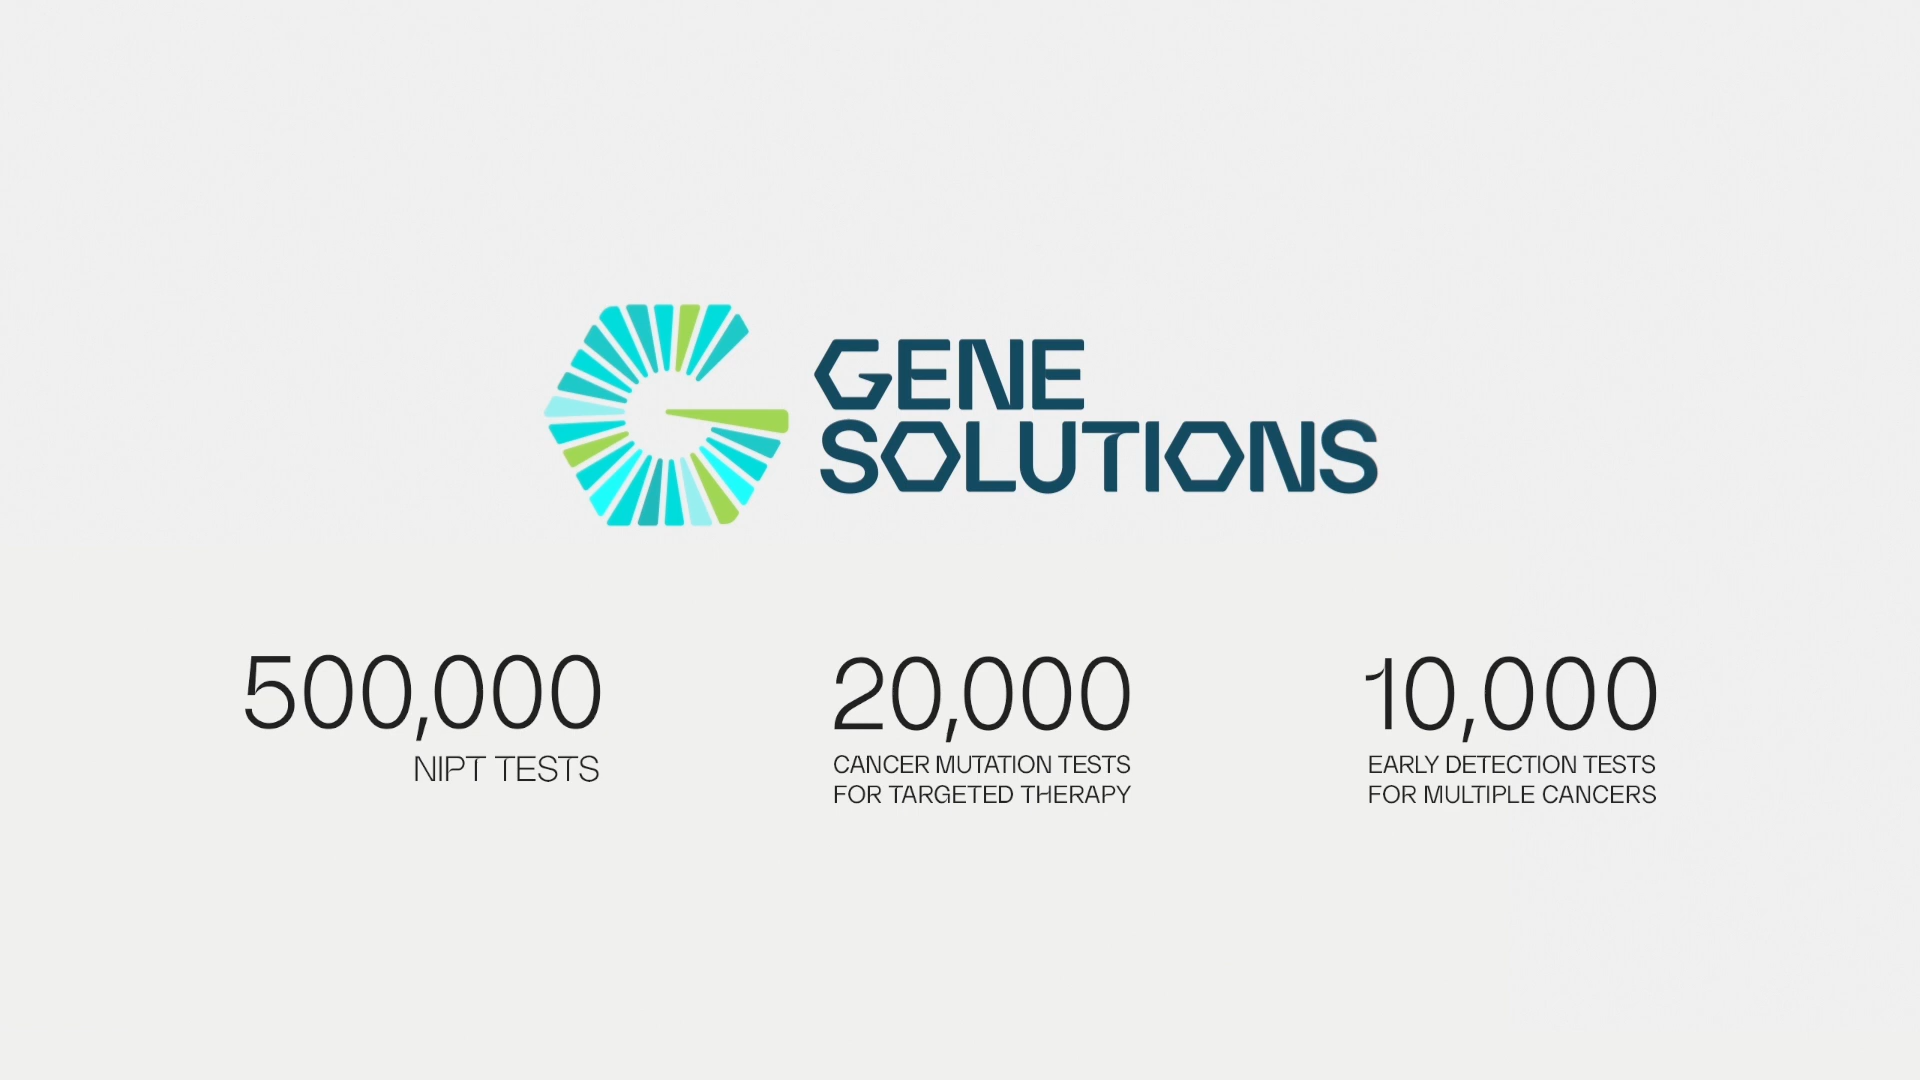 GENE
SOLUTIONS
500,000
NIPT TESTS
20,000
CANCER MUTATION TESTS
FOR TARGETED THERAPY
10,000
EARLY DETECTION TESTS
FOR MULTIPLE CANCERS